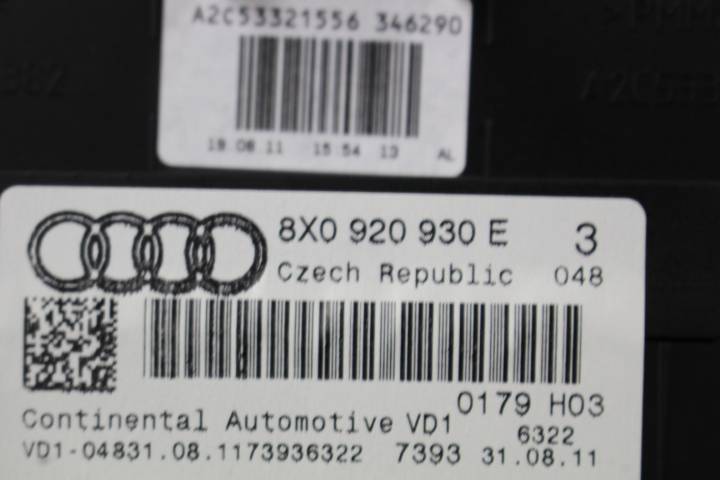 A2C53321556 346290
19.08.11 15:54 13 AL
8X0 920 930 E 3
Czech Republic 048
0179 H03
Continental Automotive VD1
6322
VD1-04831.08.1173936322 7393 31.08.11